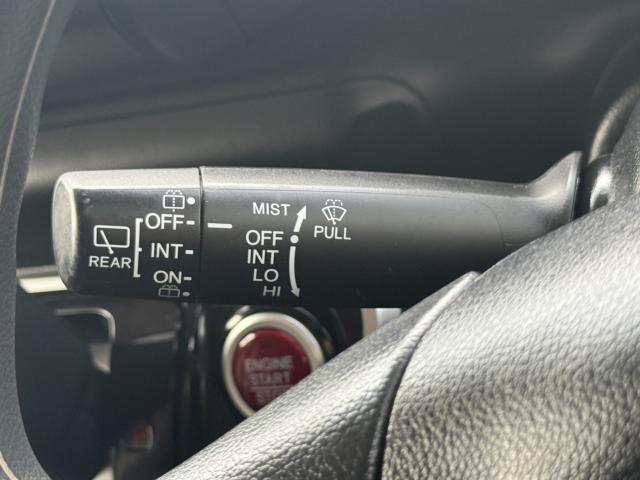 REAR
OFF
INT
ON
MIST
OFF
INT
LO
HI
PULL
ENGINE
START